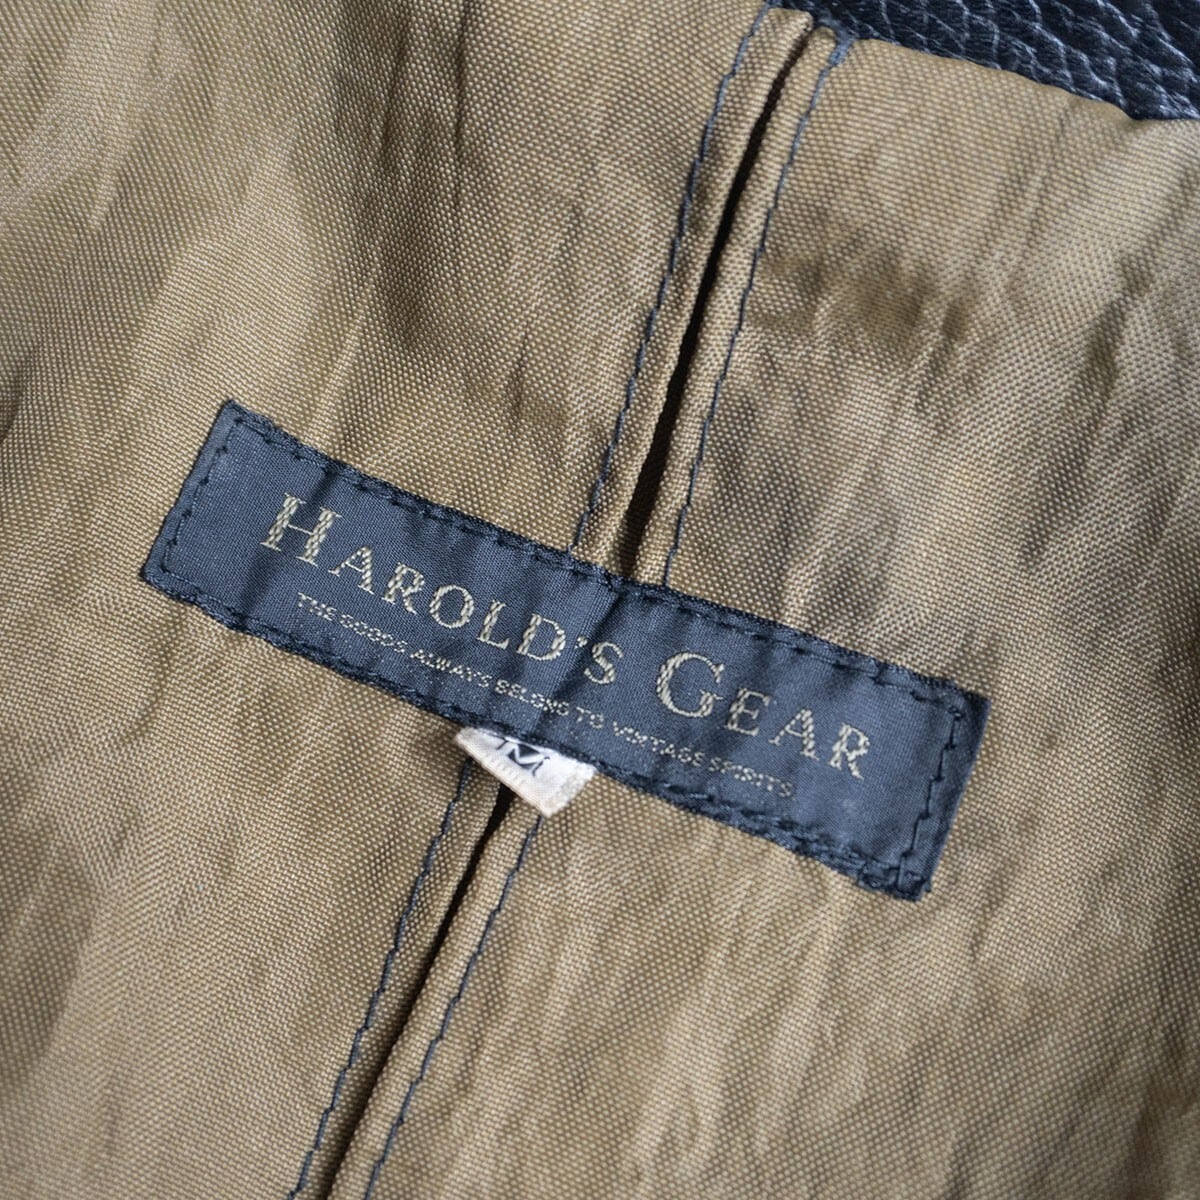 HAROLD'S GEAR
THE GOODS ALWAYS BELONG TO VINTAGE SPIRITS
M